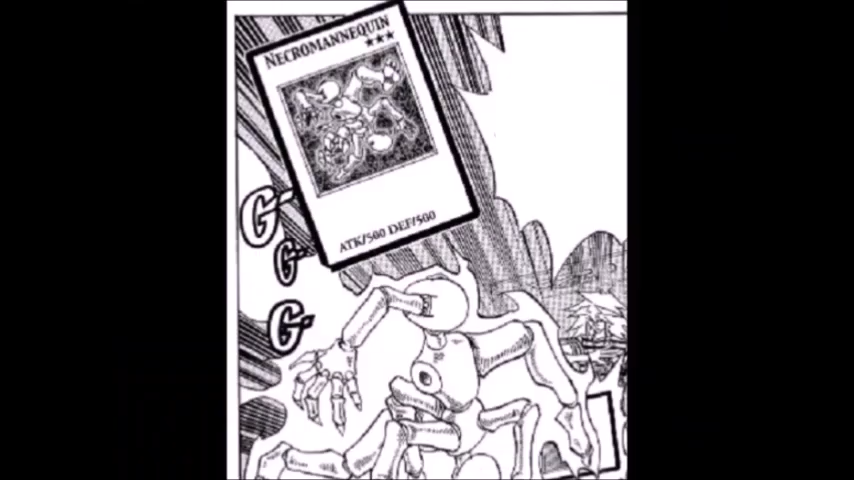 NECROMANNEQUIN
★★★
ATK/500 DEF/500
G
G
G